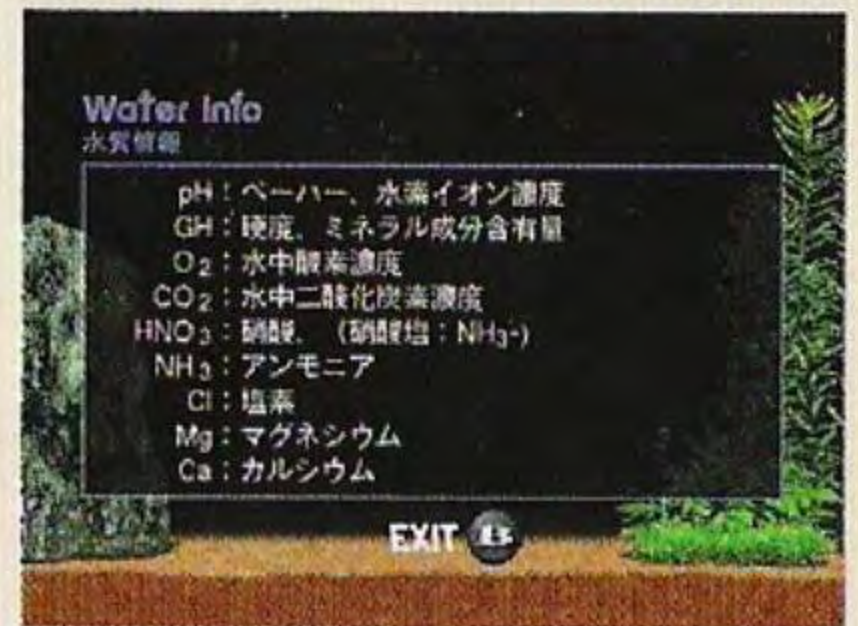 Water Info
水質情報
pH：ペーハー、水素イオン濃度
GH：硬度、ミネラル成分含有量
O2：水中酸素濃度
CO2：水中二酸化炭素濃度
HNO3：硝酸、（硝酸塩：NH3-）
NH3：アンモニア
Cl：塩素
Mg：マグネシウム
Ca：カルシウム
EXIT B